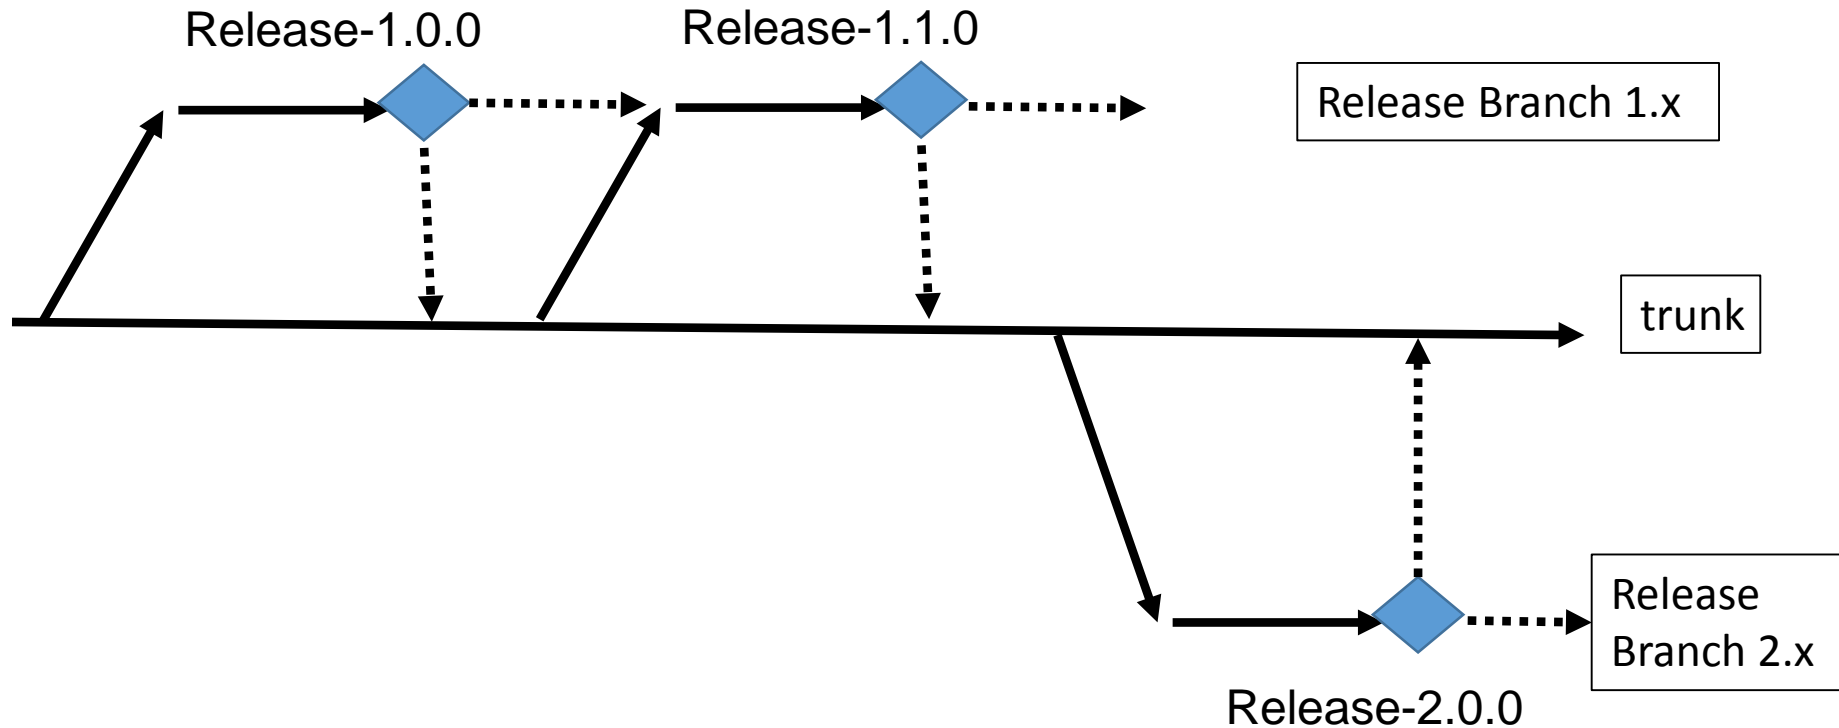 Release-1.0.0
Release-1.1.0
Release Branch 1.x
trunk
Release
Branch 2.x
Release-2.0.0